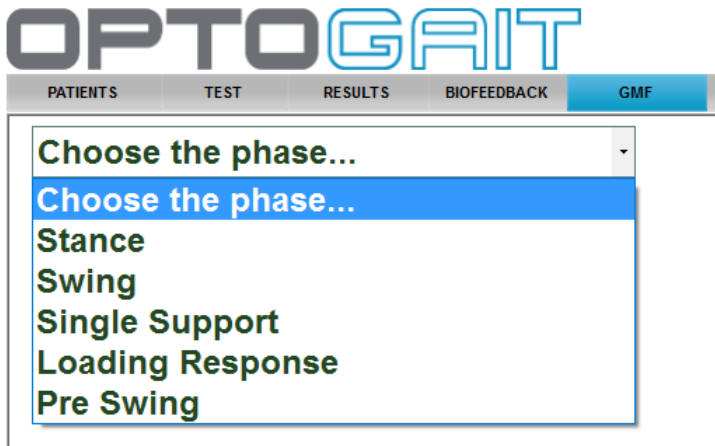 OPTOGAIT
PATIENTS TEST RESULTS BIOFEEDBACK GMF
Choose the phase...
Choose the phase...
Stance
Swing
Single Support
Loading Response
Pre Swing